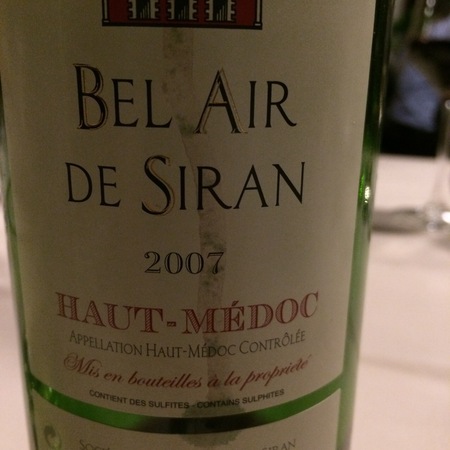 BEL AIR
DE SIRAN
2007
HAUT-MÉDOC
APPELLATION HAUT-MÉDOC CONTRÔLÉE
Mis en bouteilles à la propriété
CONTIENT DES SULFITES - CONTAINS SULPHITES
SIRAN